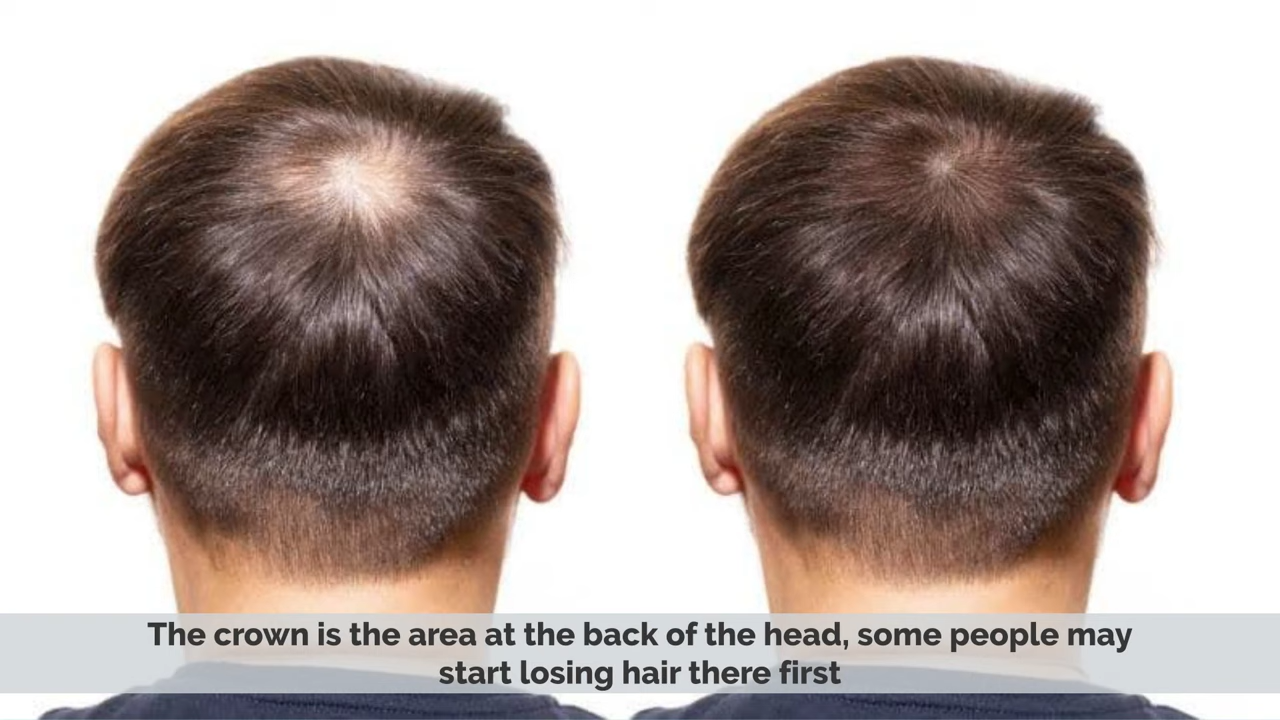 The crown is the area at the back of the head, some people may
start losing hair there first